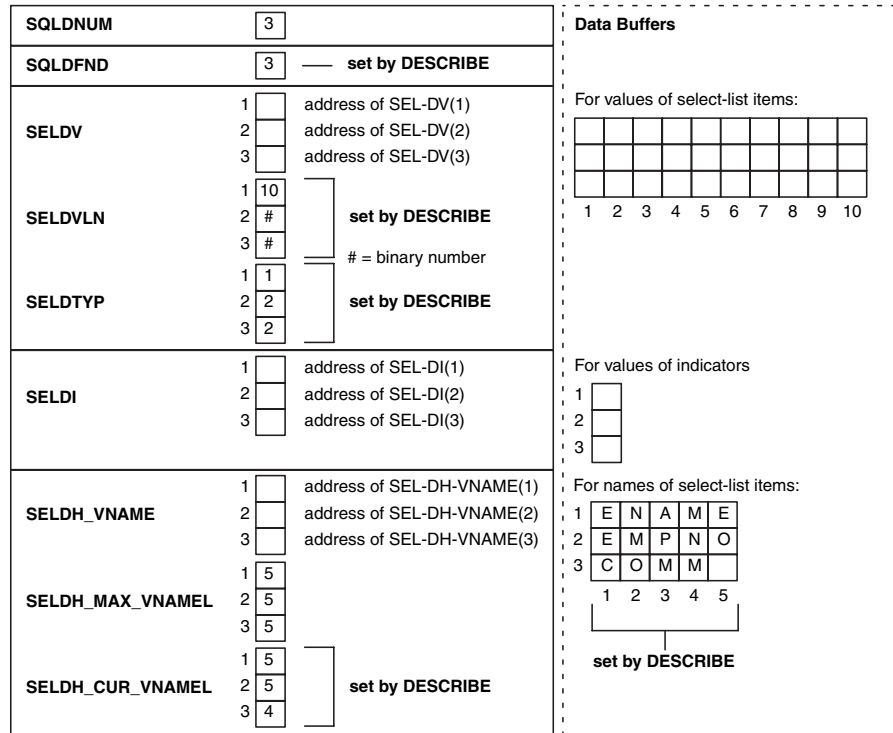 SQLDNUM 3
SQLDFND 3 set by DESCRIBE
SELDV
1 address of SEL-DV(1)
2 address of SEL-DV(2)
3 address of SEL-DV(3)
SELDVLN
1 10
2 # set by DESCRIBE
3 #
# = binary number
SELDTYP
1 1
2 2 set by DESCRIBE
3 2
SELDI
1 address of SEL-DI(1)
2 address of SEL-DI(2)
3 address of SEL-DI(3)
SELDH_VNAME
1 address of SEL-DH-VNAME(1)
2 address of SEL-DH-VNAME(2)
3 address of SEL-DH-VNAME(3)
SELDH_MAX_VNAMEL
1 5
2 5
3 5
SELDH_CUR_VNAMEL
1 5
2 5 set by DESCRIBE
3 4
Data Buffers
For values of select-list items:
1 2 3 4 5 6 7 8 9 10
For values of indicators
1
2
3
For names of select-list items:
1 E N A M E
2 E M P N O
3 C O M M
1 2 3 4 5
set by DESCRIBE